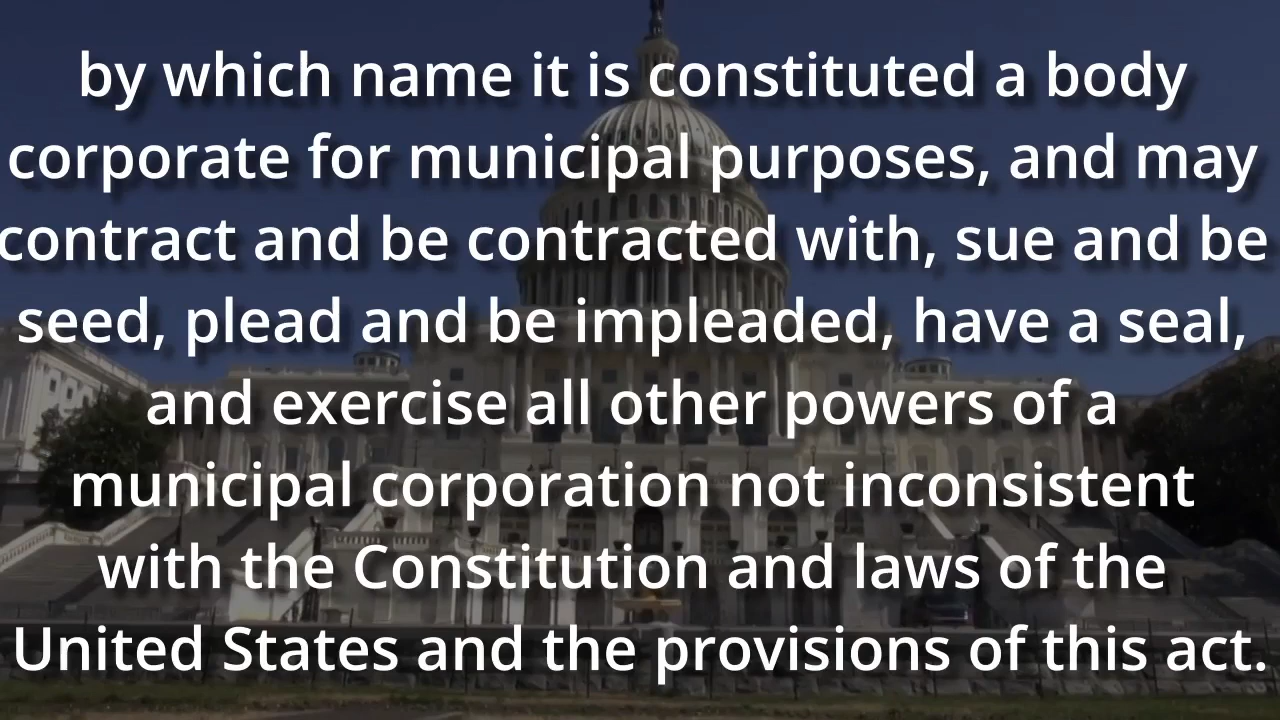 by which name it is constituted a body
corporate for municipal purposes, and may
contract and be contracted with, sue and be
seed, plead and be impleaded, have a seal,
and exercise all other powers of a
municipal corporation not inconsistent
with the Constitution and laws of the
United States and the provisions of this act.